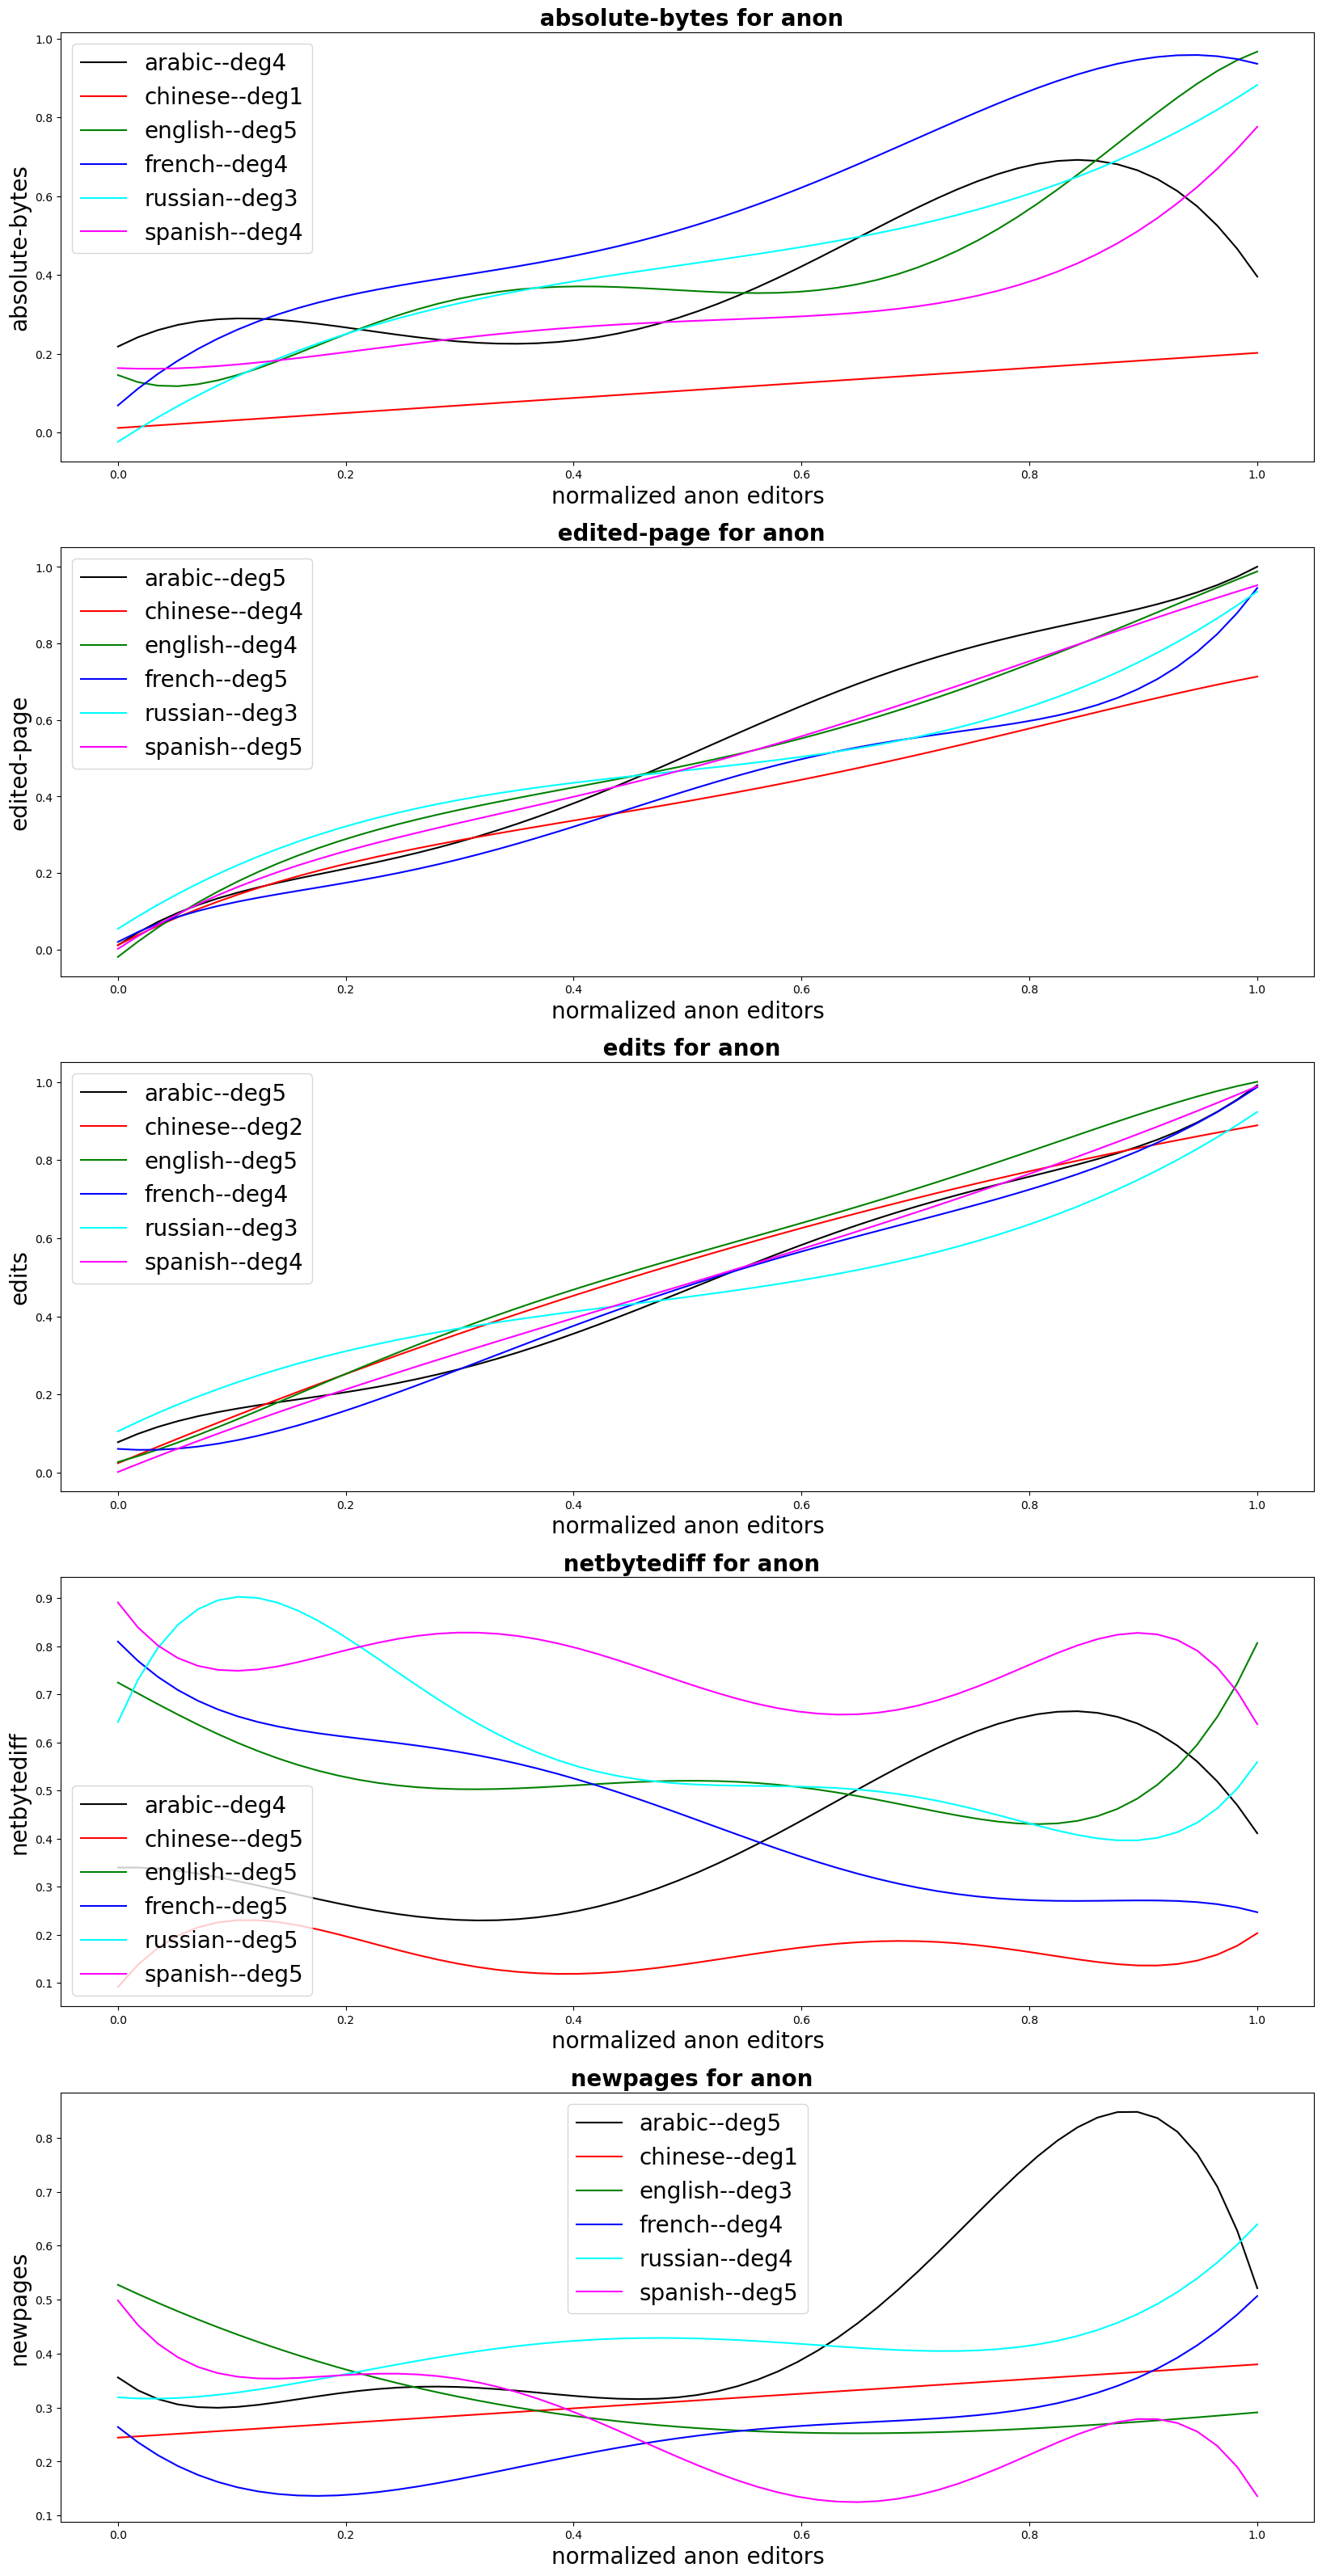 absolute-bytes for anon
1.0
0.8
0.6
0.4
0.2
0.0
absolute-bytes
arabic--deg4
chinese--deg1
english--deg5
french--deg4
russian--deg3
spanish--deg4
0.0 0.2 0.4 0.6 0.8 1.0
normalized anon editors
edited-page for anon
1.0
0.8
0.6
0.4
0.2
0.0
edited-page
arabic--deg5
chinese--deg4
english--deg4
french--deg5
russian--deg3
spanish--deg5
0.0 0.2 0.4 0.6 0.8 1.0
normalized anon editors
edits for anon
1.0
0.8
0.6
0.4
0.2
0.0
edits
arabic--deg5
chinese--deg2
english--deg5
french--deg4
russian--deg3
spanish--deg4
0.0 0.2 0.4 0.6 0.8 1.0
normalized anon editors
netbytediff for anon
0.9
0.8
0.7
0.6
0.5
0.4
0.3
0.2
0.1
netbytediff
arabic--deg4
chinese--deg5
english--deg5
french--deg5
russian--deg5
spanish--deg5
0.0 0.2 0.4 0.6 0.8 1.0
normalized anon editors
newpages for anon
0.8
0.7
0.6
0.5
0.4
0.3
0.2
0.1
newpages
arabic--deg5
chinese--deg1
english--deg3
french--deg4
russian--deg4
spanish--deg5
0.0 0.2 0.4 0.6 0.8 1.0
normalized anon editors